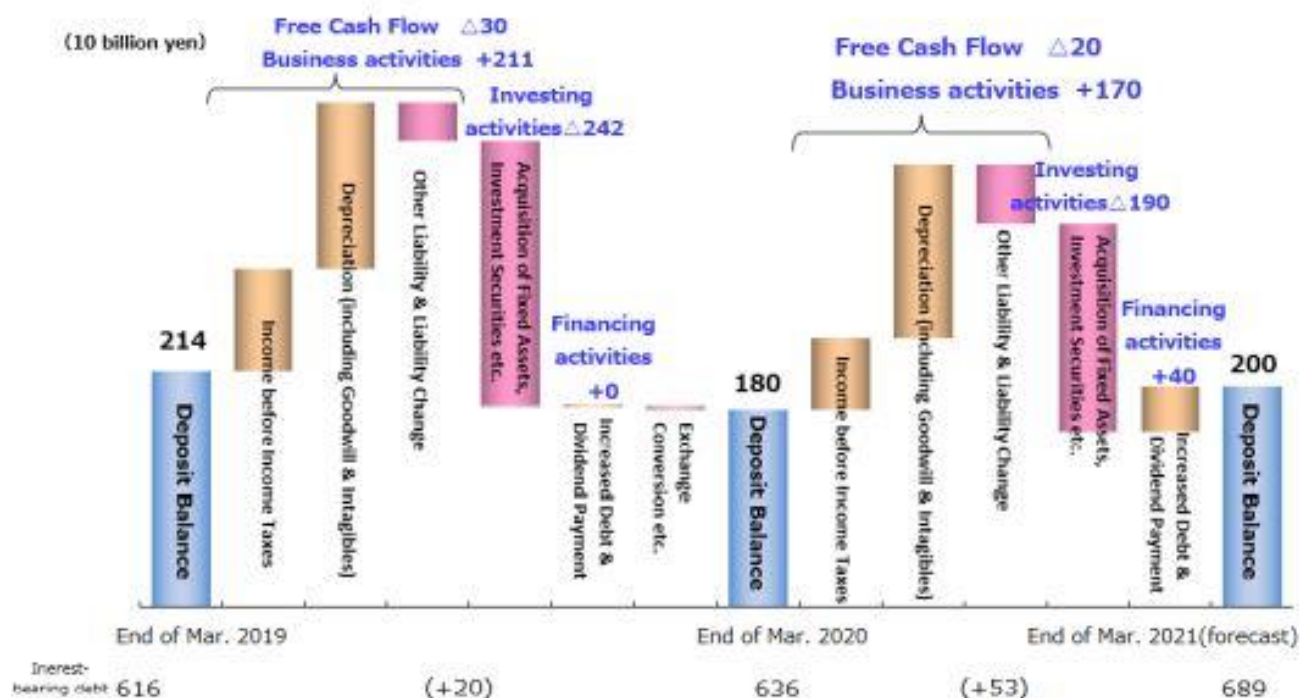 (10 billion yen)
Free Cash Flow △30
Business activities +211
Investing
activities△242
Free Cash Flow △20
Business activities +170
Investing
activities△190
214
Deposit Balance
Income before Income Taxes
Depreciation (including Goodwill & Intagibles)
Other Liability & Liability Change
Acquisition of Fixed Assets,
Investment Securities etc.
Financing
activities
+0
Increased Debt &
Dividend Payment
Exchange
Conversion etc.
180
Deposit Balance
Income before Income Taxes
Depreciation (including Goodwill & Intagibles)
Other Liability & Liability Change
Acquisition of Fixed Assets,
Investment Securities etc.
Financing
activities
+40
Increased Debt &
Dividend Payment
200
Deposit Balance
End of Mar. 2019
End of Mar. 2020
End of Mar. 2021(forecast)
Inerest-
bearing debt 616
(+20)
636
(+53)
689